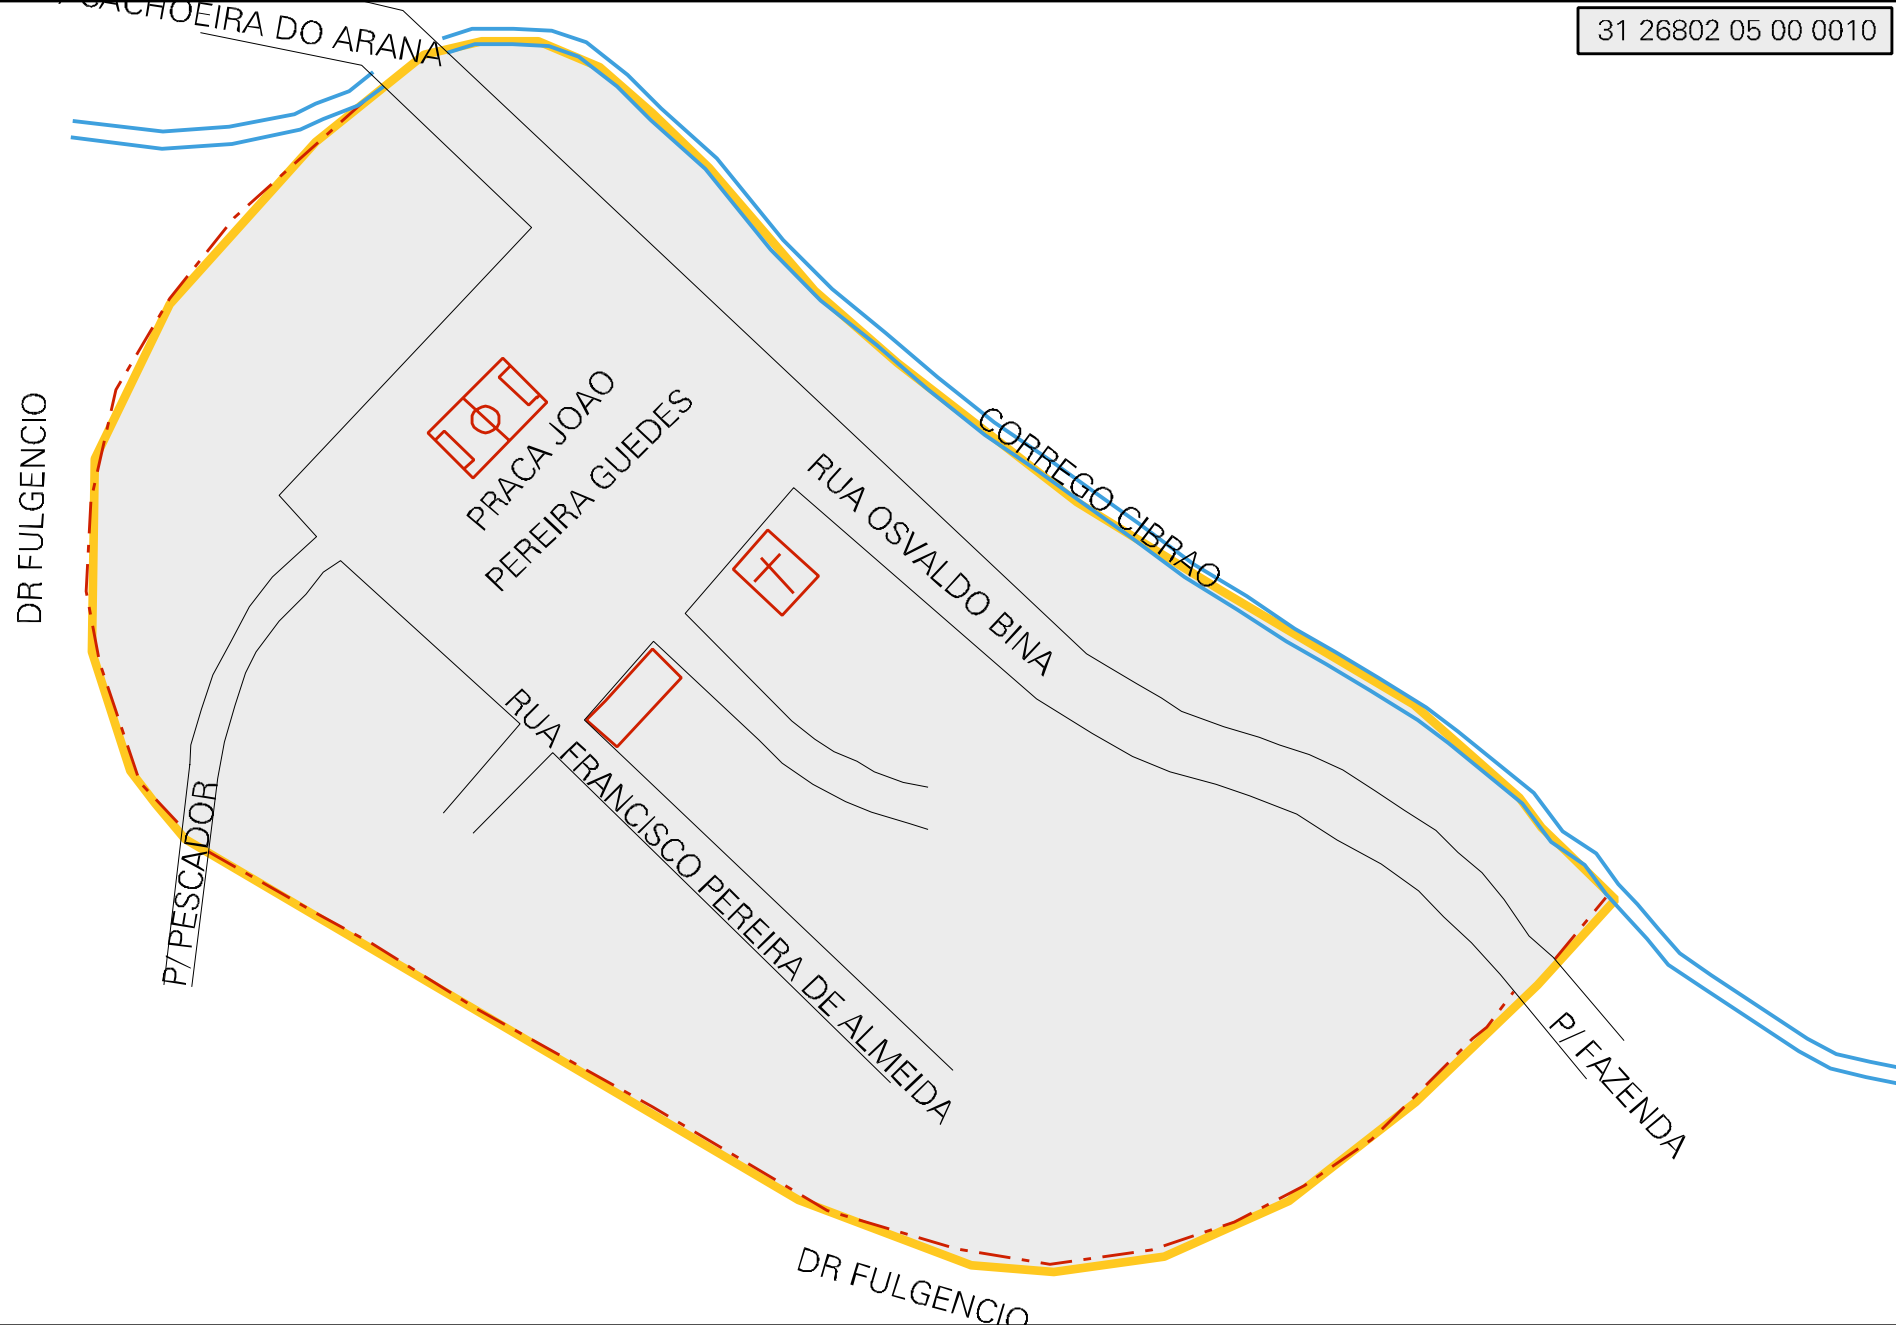 CACHOEIRA DO ARANA
31 26802 05 00 0010
DR FULGENCIO
PRACA JOAO
PEREIRA GUEDES
CORREGO CIBRAO
RUA OSVALDO BINA
RUA FRANCISCO PEREIRA DE ALMEIDA
P/ PESCADOR
P/ FAZENDA
DR FULGENCIO